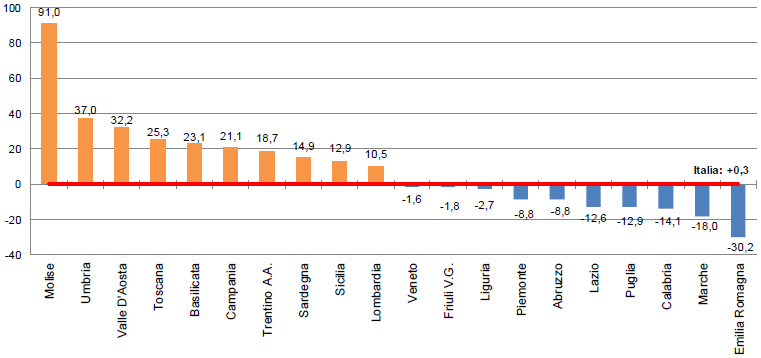 100
80
60
40
20
0
-20
-40
91,0
37,0
32,2
25,3
23,1
21,1
18,7
14,9
12,9
10,5
-1,6
-1,8
-2,7
-8,8
-8,8
-12,6
-12,9
-14,1
-18,0
-30,2
Italia: +0,3
Molise
Umbria
Valle D'Aosta
Toscana
Basilicata
Campania
Trentino A.A.
Sardegna
Sicilia
Lombardia
Veneto
Friuli V.G.
Liguria
Piemonte
Abruzzo
Lazio
Puglia
Calabria
Marche
Emilia Romagna